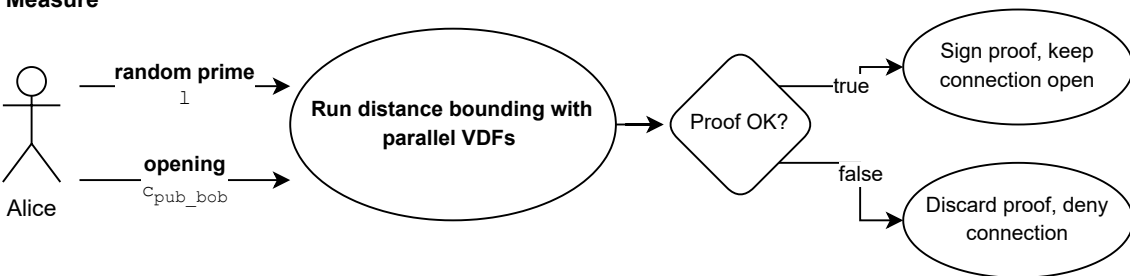 Measure
random prime
l
opening
c_pub_bob
Alice
Run distance bounding with
parallel VDFs
Proof OK?
true
false
Sign proof, keep
connection open
Discard proof, deny
connection